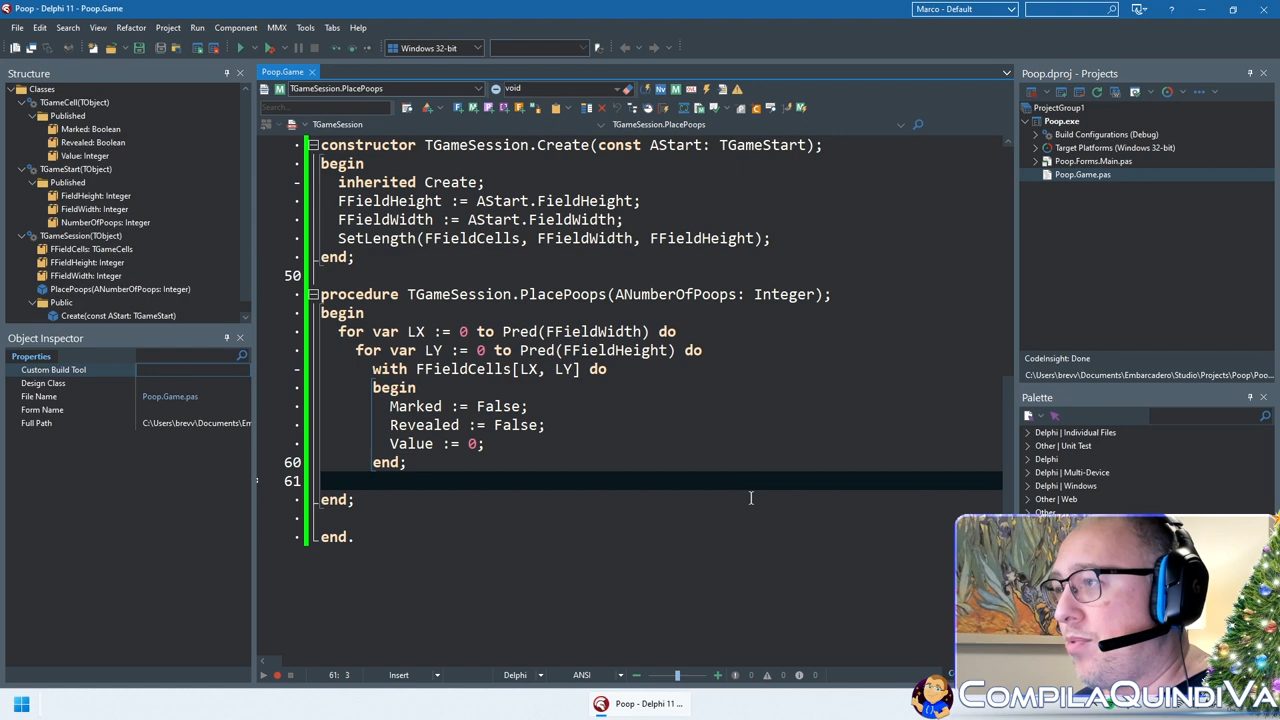 Poop - Delphi 11 - Poop.Game
Marco - Default
File Edit Search View Refactor Project Run Component MMX Tools Tabs Help
Windows 32-bit
Structure
Classes
TGameCell(TObject)
Published
Marked: Boolean
Revealed: Boolean
Value: Integer
TGameStart(TObject)
Published
FieldHeight: Integer
FieldWidth: Integer
NumberOfPoops: Integer
TGameSession(TObject)
FFieldCells: TGameCells
FFieldHeight: Integer
FFieldWidth: Integer
PlacePoops(ANumberOfPoops: Integer)
Public
Create(const AStart: TGameStart)
Object Inspector
Properties
Custom Build Tool
Design Class
File Name Poop.Game.pas
Form Name
Full Path C:\Users\brevv\Documents\Emb
Poop.Game
TGameSession.PlacePoops
void
Search...
TGameSession
TGameSession.PlacePoops
constructor TGameSession.Create(const AStart: TGameStart);
begin
inherited Create;
FFieldHeight := AStart.FieldHeight;
FFieldWidth := AStart.FieldWidth;
SetLength(FFieldCells, FFieldWidth, FFieldHeight);
end;
50
procedure TGameSession.PlacePoops(ANumberOfPoops: Integer);
begin
for var LX := 0 to Pred(FFieldWidth) do
for var LY := 0 to Pred(FFieldHeight) do
with FFieldCells[LX, LY] do
begin
Marked := False;
Revealed := False;
Value := 0;
60 end;
61
end;
end.
61: 3 Insert Delphi ANSI 0 0 0
Poop.dproj - Projects
ProjectGroup1
Poop.exe
Build Configurations (Debug)
Target Platforms (Windows 32-bit)
Poop.Forms.Main.pas
Poop.Game.pas
CodeInsight: Done
C:\Users\brevv\Documents\Embarcadero\Studio\Projects\Poop\Poo...
Palette
Delphi | Individual Files
Other | Unit Test
Delphi
Delphi | Multi-Device
Delphi | Windows
Other | Web
Other
Poop - Delphi 11 ...
COMPILAQUINDIVA